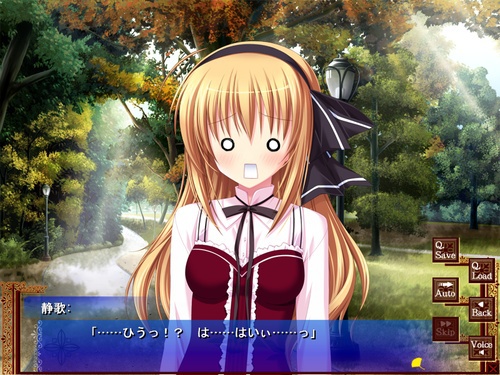 静歌：
「……ひうっ！？　は……はいぃ……っ」
Q.
Save
Q.
Load
Auto
Back
Skip
Voice